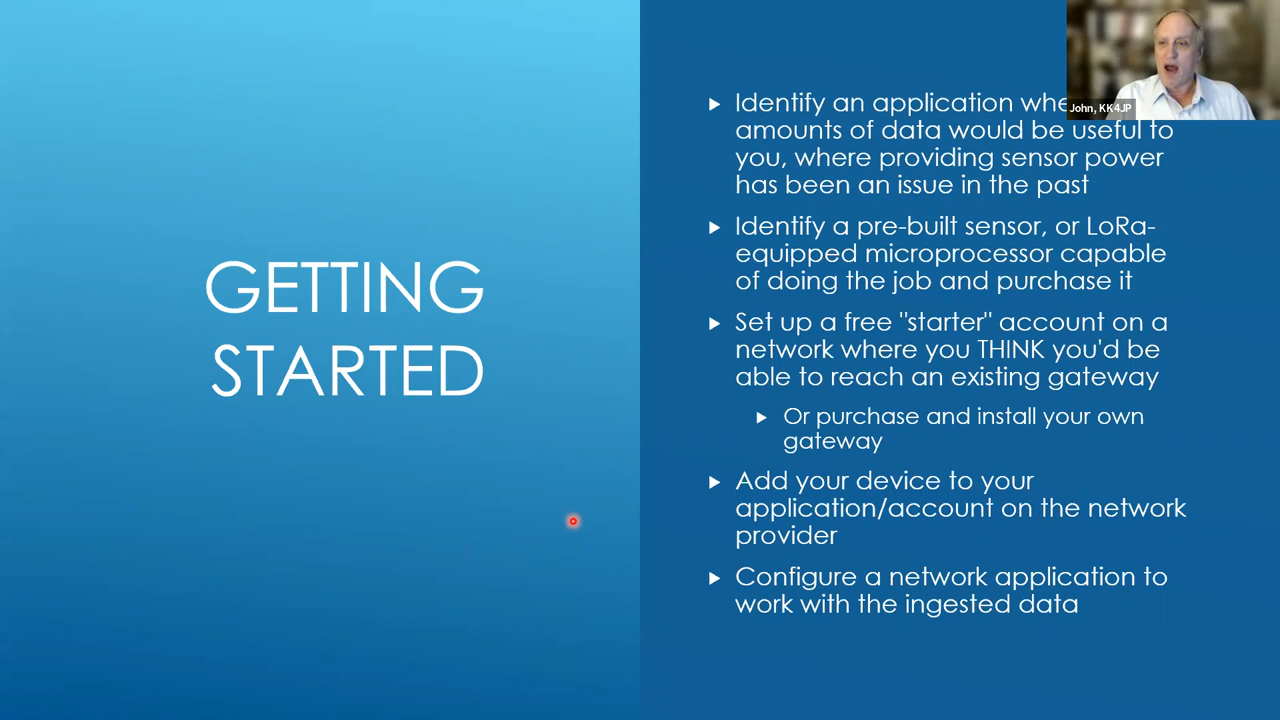 GETTING
STARTED
Identify an application
amounts of data would be useful to
you, where providing sensor power
has been an issue in the past
Identify a pre-built sensor, or LoRa-
equipped microprocessor capable
of doing the job and purchase it
Set up a free "starter" account on a
network where you THINK you'd be
able to reach an existing gateway
Or purchase and install your own
gateway
Add your device to your
application/account on the network
provider
Configure a network application to
work with the ingested data
John, KK4JP